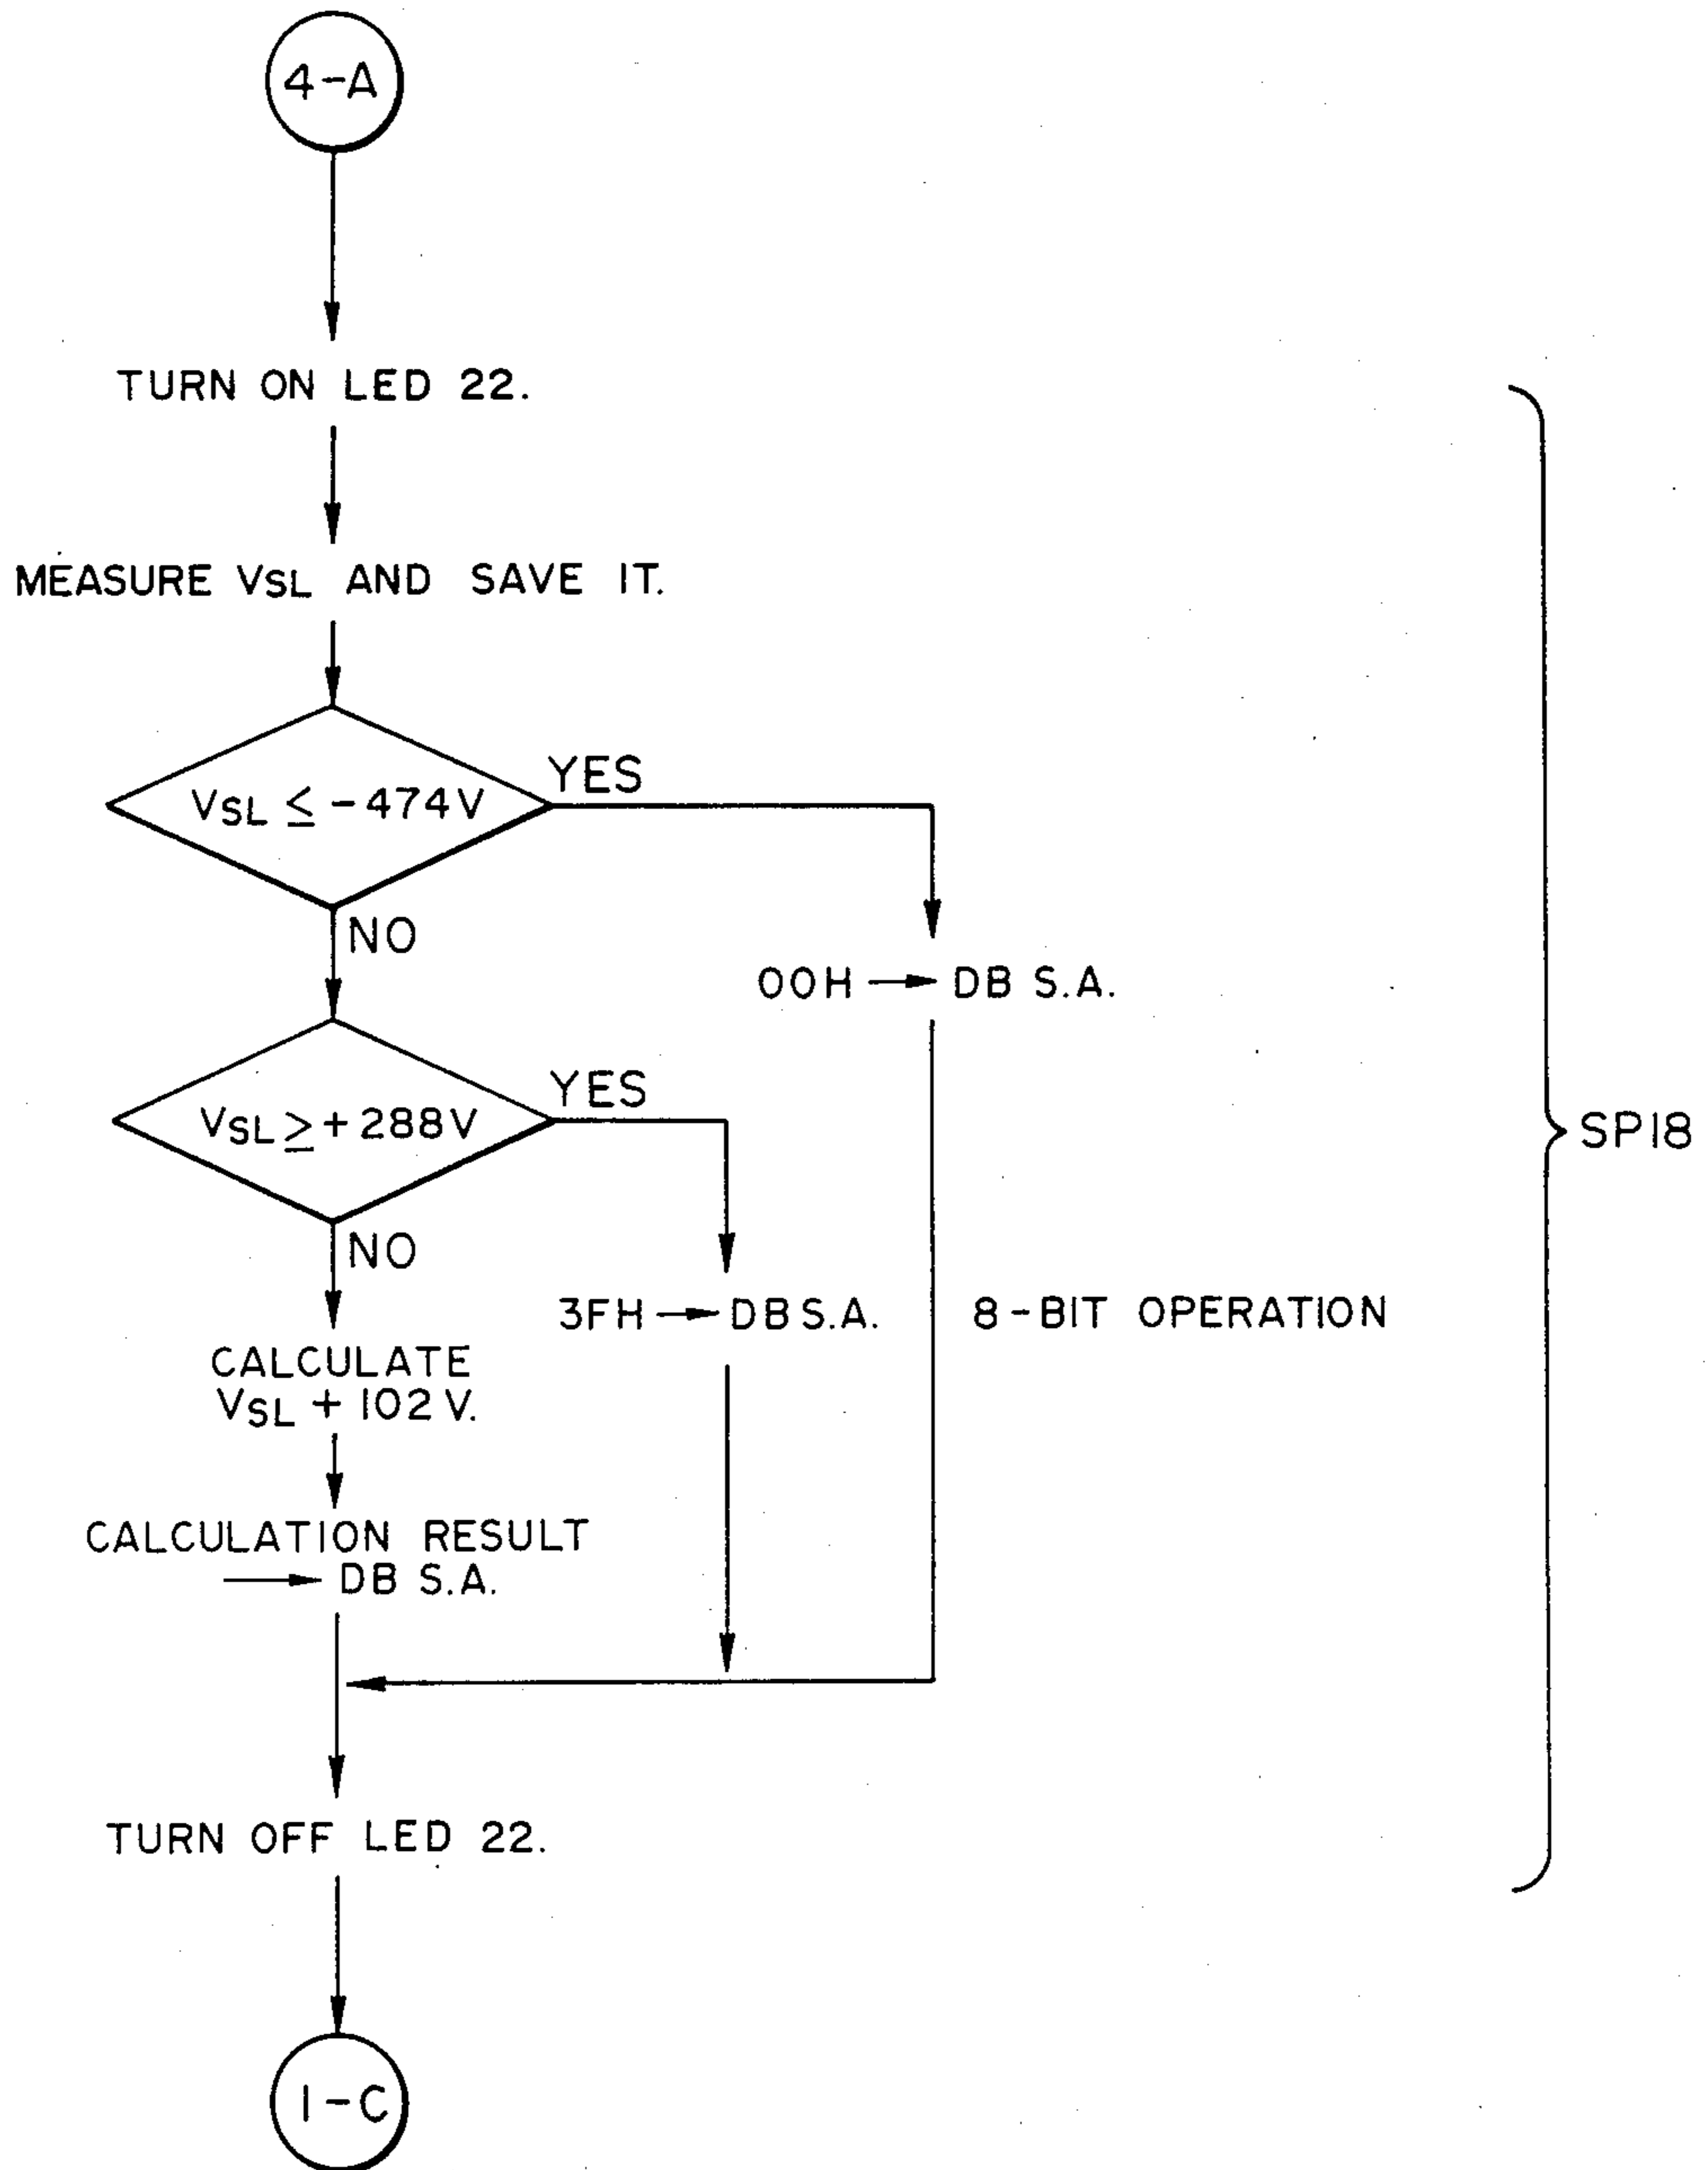 4-A
TURN ON LED 22.
MEASURE VSL AND SAVE IT.
VSL ≤ -474V
YES
NO
00H → DB S.A.
VSL ≥ +288V
YES
NO
SP18
3FH → DB S.A.
8-BIT OPERATION
CALCULATE
VSL + 102V.
CALCULATION RESULT
→ DB S.A.
TURN OFF LED 22.
1-C